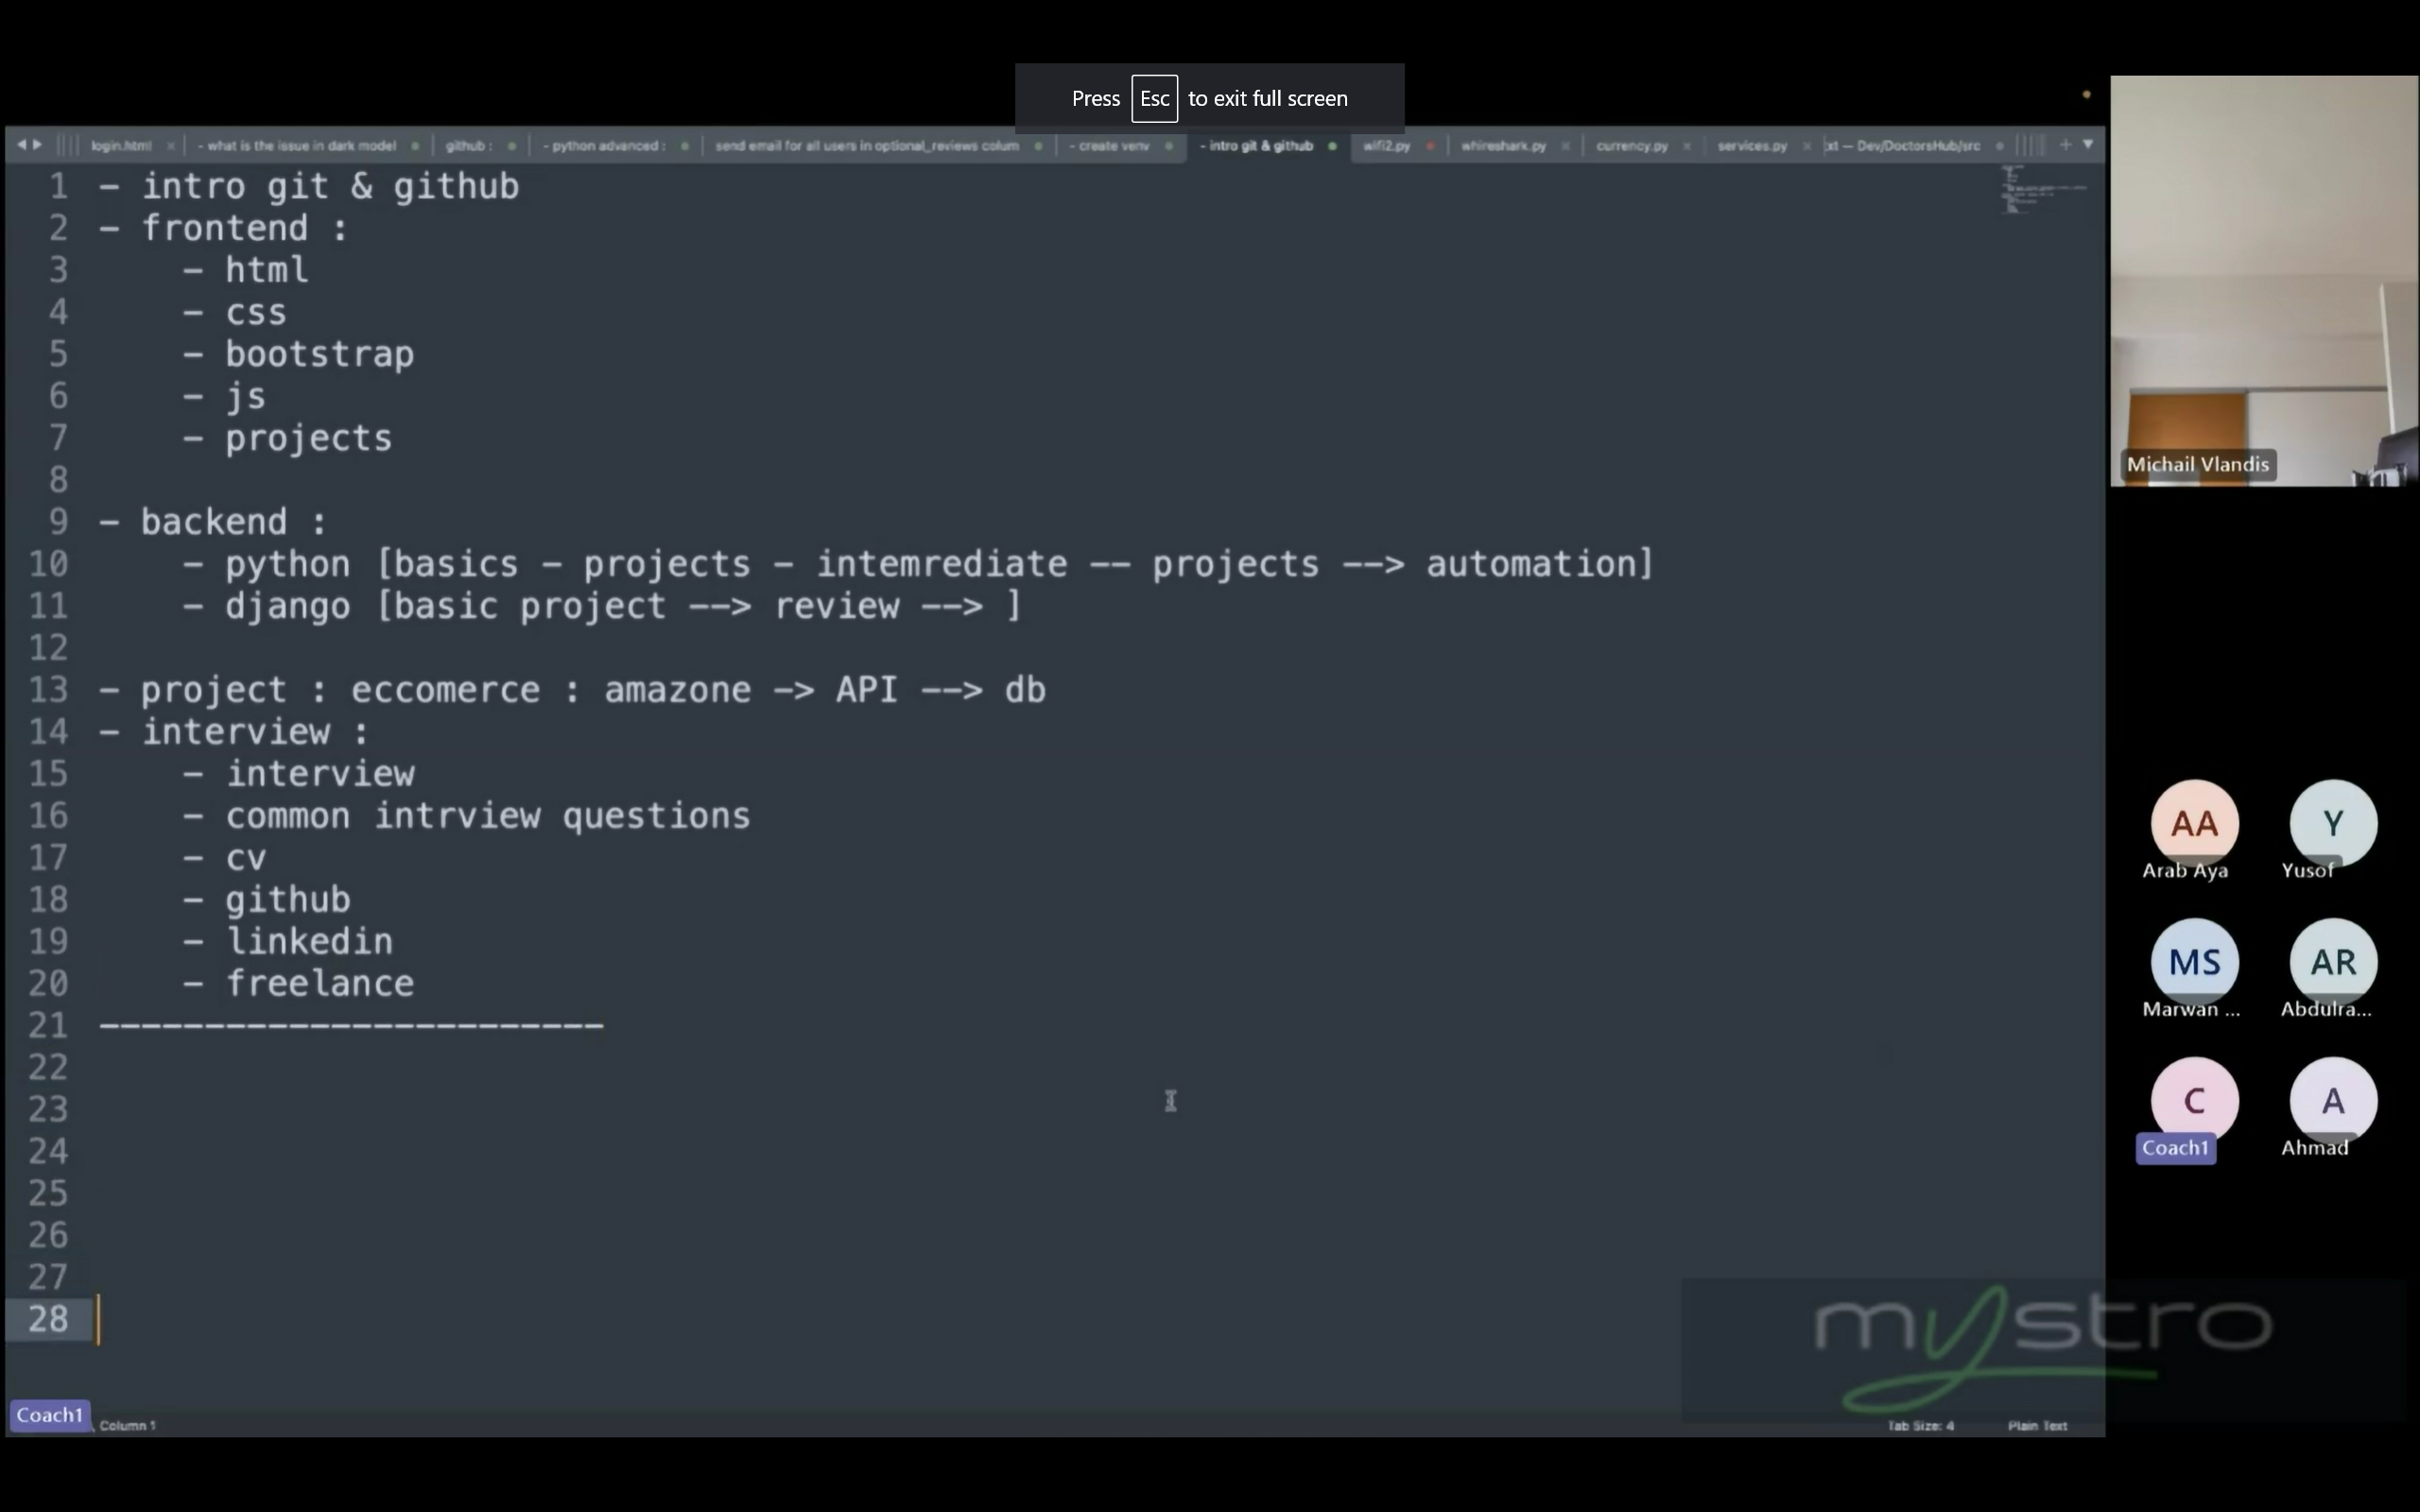 Press Esc to exit full screen
login.html - what is the issue in dark model github : - python advanced : send email for all users in optional_reviews colum - create venv - intro git & github wifi2.py whireshark.py currency.py services.py xt — Dev/DoctorsHub/src
1 - intro git & github
2 - frontend :
3 - html
4 - css
5 - bootstrap
6 - js
7 - projects
8
9 - backend :
10 - python [basics - projects - intemrediate -- projects --> automation]
11 - django [basic project --> review --> ]
12
13 - project : eccomerce : amazone -> API --> db
14 - interview :
15 - interview
16 - common intrview questions
17 - cv
18 - github
19 - linkedin
20 - freelance
21 ------------------------
22
23
24
25
26
27
28
Coach1 , Column 1
Tab Size: 4 Plain Text
Michail Vlandis
AA Y
Arab Aya Yusof
MS AR
Marwan ... Abdulra...
C A
Coach1 Ahmad
mystro